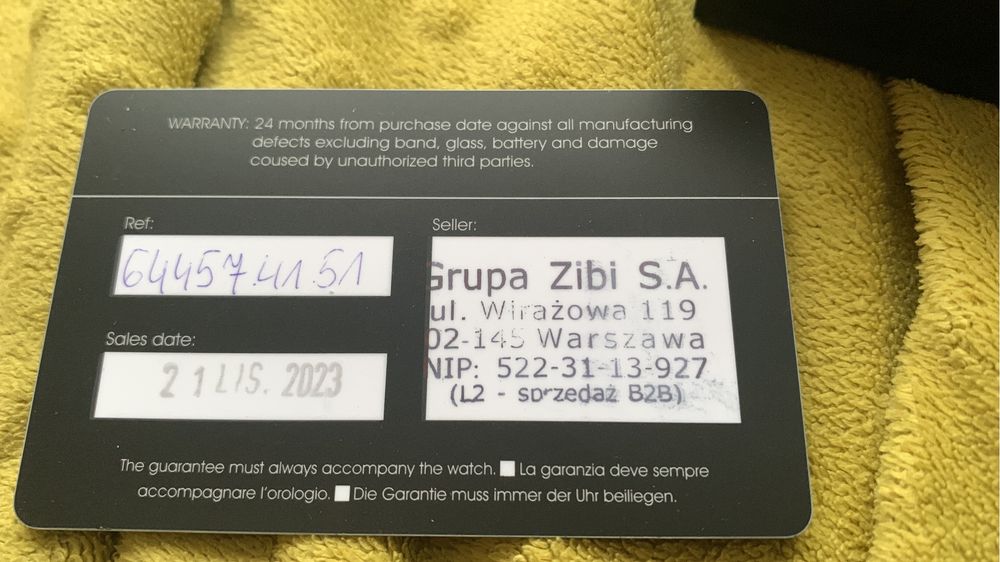 WARRANTY: 24 months from purchase date against all manufacturing
defects excluding band, glass, battery and damage
coused by unauthorized third parties.
Ref:
64457.41.51
Sales date:
21 LIS. 2023
Seller:
Grupa Zibi S.A.
ul. Wirażowa 119
02-145 Warszawa
NIP: 522-31-13-927
(L2 - sprzedaż B2B)
The guarantee must always accompany the watch. La garanzia deve sempre
accompagnare l'orologio. Die Garantie muss immer der Uhr beiliegen.